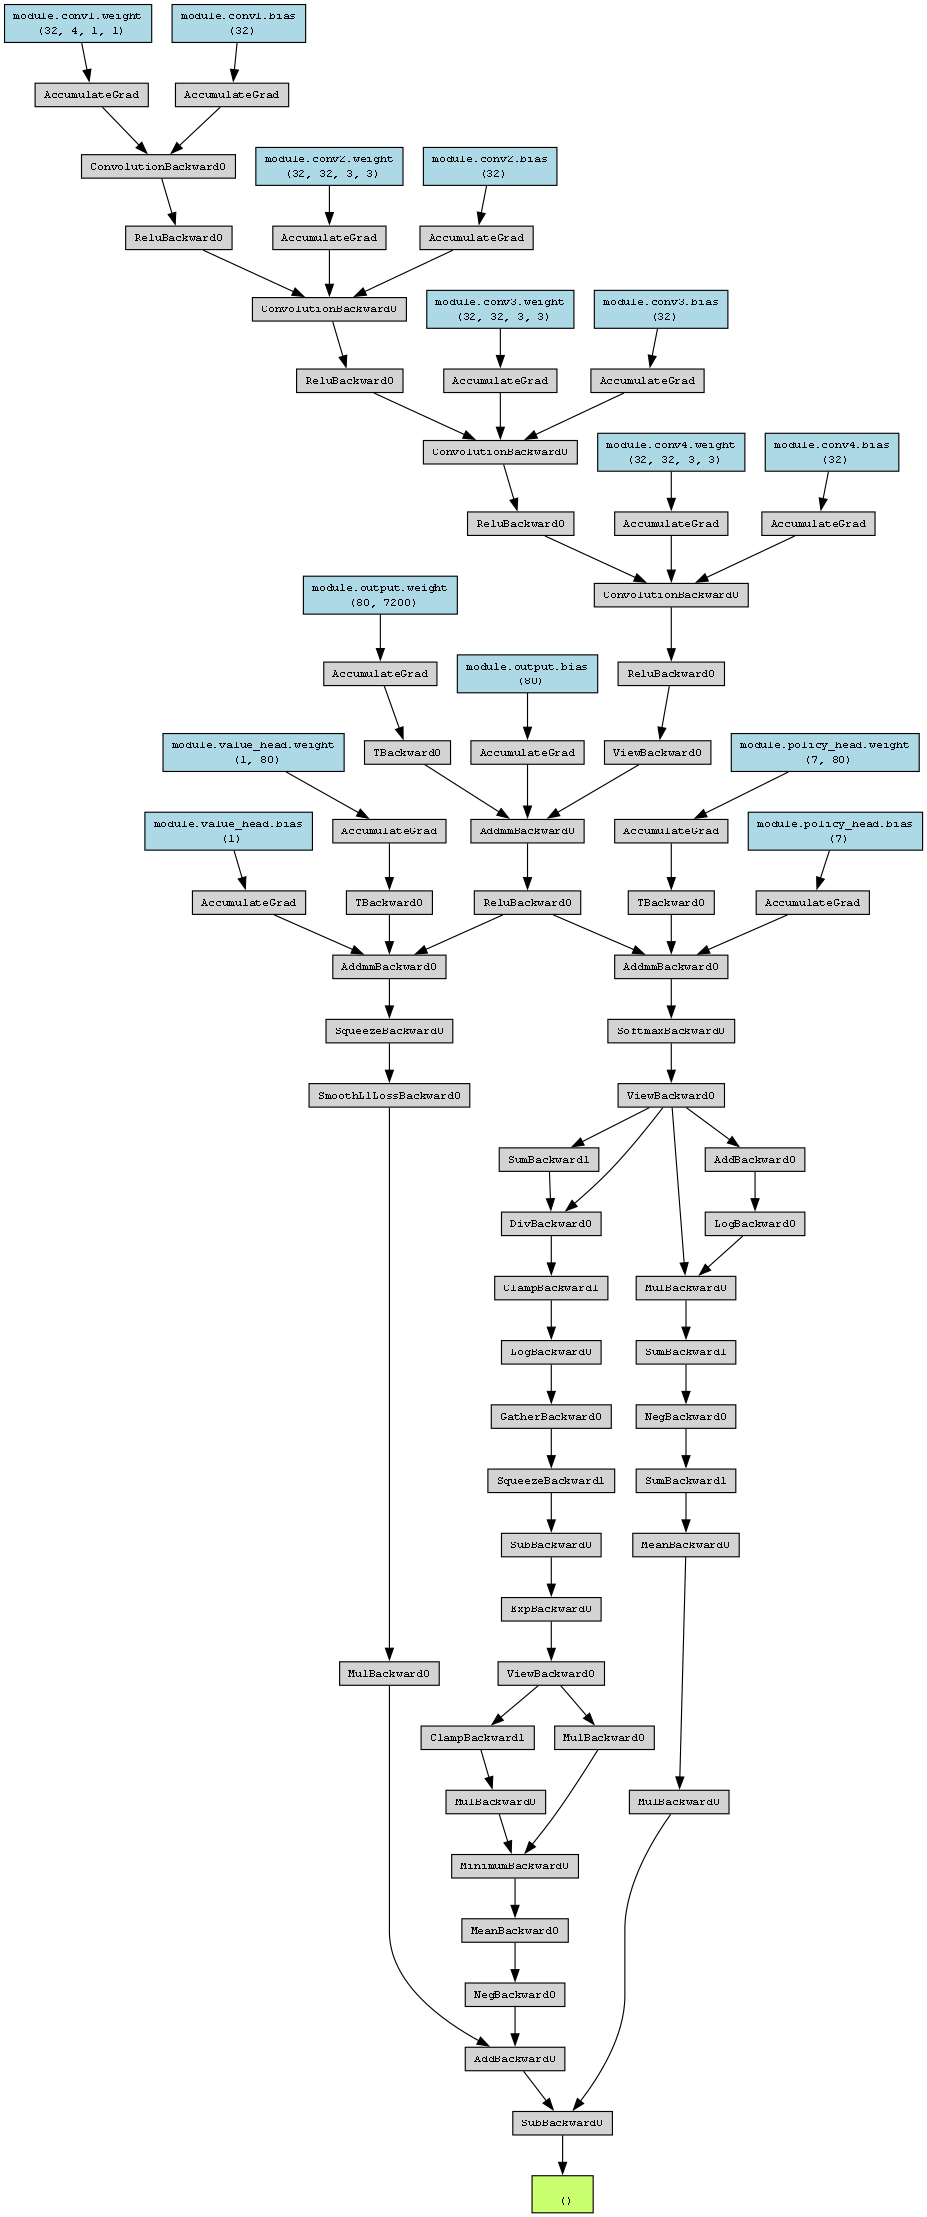 module.conv1.weight
(32, 4, 1, 1)
module.conv1.bias
(32)
AccumulateGrad
AccumulateGrad
ConvolutionBackward0
module.conv2.weight
(32, 32, 3, 3)
module.conv2.bias
(32)
ReluBackward0
AccumulateGrad
AccumulateGrad
ConvolutionBackward0
module.conv3.weight
(32, 32, 3, 3)
module.conv3.bias
(32)
ReluBackward0
AccumulateGrad
AccumulateGrad
ConvolutionBackward0
module.conv4.weight
(32, 32, 3, 3)
module.conv4.bias
(32)
ReluBackward0
AccumulateGrad
AccumulateGrad
module.output.weight
(80, 7200)
ConvolutionBackward0
AccumulateGrad
module.output.bias
(80)
ReluBackward0
module.value_head.weight
(1, 80)
TBackward0
AccumulateGrad
ViewBackward0
module.policy_head.weight
(7, 80)
module.value_head.bias
(1)
AccumulateGrad
AddmmBackward0
AccumulateGrad
module.policy_head.bias
(7)
AccumulateGrad
TBackward0
ReluBackward0
TBackward0
AccumulateGrad
AddmmBackward0
AddmmBackward0
SqueezeBackward0
SoftmaxBackward0
SmoothL1LossBackward0
ViewBackward0
SumBackward1
AddBackward0
DivBackward0
LogBackward0
ClampBackward1
MulBackward0
LogBackward0
SumBackward1
GatherBackward0
NegBackward0
SqueezeBackward1
SumBackward1
SubBackward0
MeanBackward0
ExpBackward0
MulBackward0
ViewBackward0
ClampBackward1
MulBackward0
MulBackward0
MulBackward0
MinimumBackward0
MeanBackward0
NegBackward0
AddBackward0
SubBackward0
()